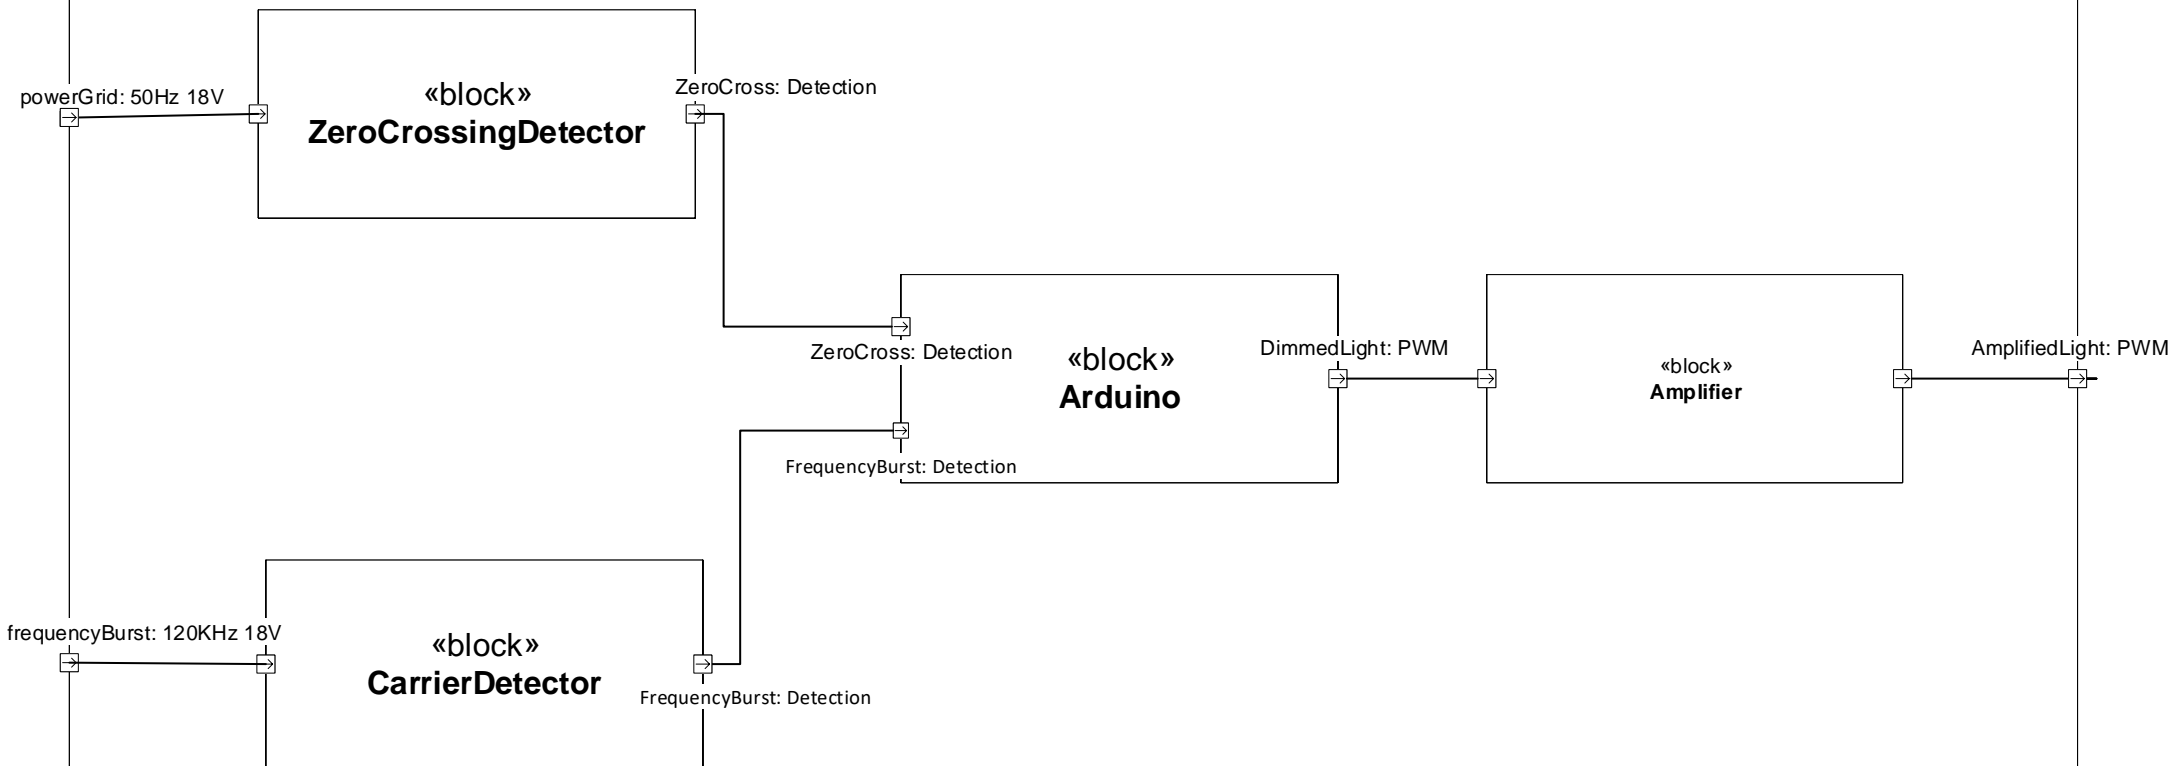 powerGrid: 50Hz 18V
«block»
ZeroCrossingDetector
ZeroCross: Detection
ZeroCross: Detection
FrequencyBurst: Detection
«block»
Arduino
DimmedLight: PWM
«block»
Amplifier
AmplifiedLight: PWM
frequencyBurst: 120KHz 18V
«block»
CarrierDetector
FrequencyBurst: Detection